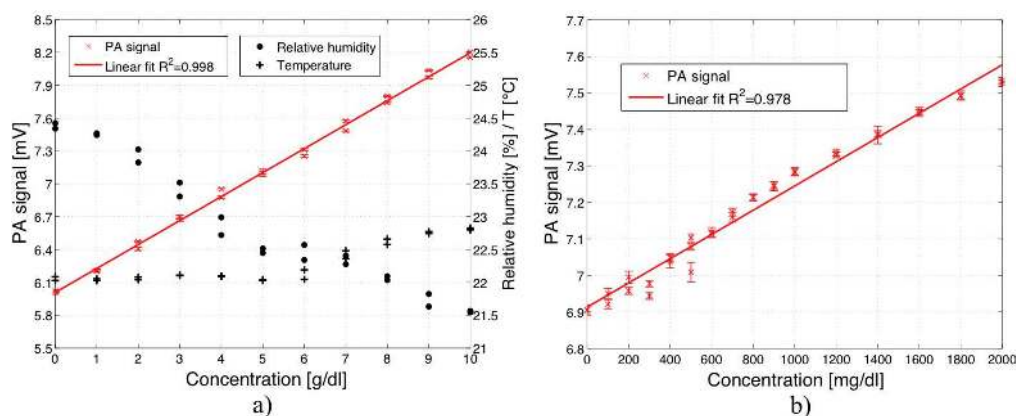 8.5
8.2
7.9
7.6
7.3
7
6.7
6.4
6.1
5.8
5.5
PA signal [mV]
PA signal
Linear fit R²=0.998
Relative humidity
Temperature
26
25.5
25
24.5
24
23.5
23
22.5
22
21.5
21
Relative humidity [%] / T [°C]
0 1 2 3 4 5 6 7 8 9 10
Concentration [g/dl]
a)
7.7
7.6
7.5
7.4
7.3
7.2
7.1
7
6.9
6.8
PA signal [mV]
PA signal
Linear fit R²=0.978
0 200 400 600 800 1000 1200 1400 1600 1800 2000
Concentration [mg/dl]
b)